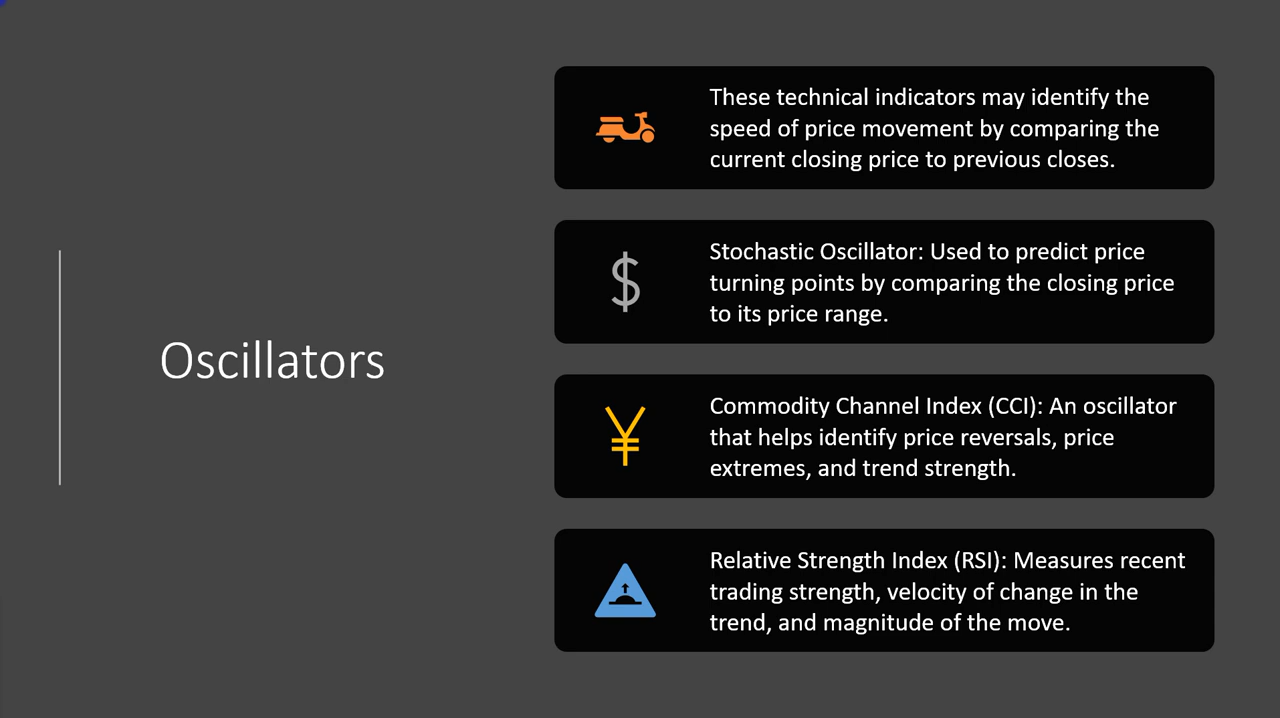 Oscillators
These technical indicators may identify the
speed of price movement by comparing the
current closing price to previous closes.
$
Stochastic Oscillator: Used to predict price
turning points by comparing the closing price
to its price range.
¥
Commodity Channel Index (CCI): An oscillator
that helps identify price reversals, price
extremes, and trend strength.
Relative Strength Index (RSI): Measures recent
trading strength, velocity of change in the
trend, and magnitude of the move.